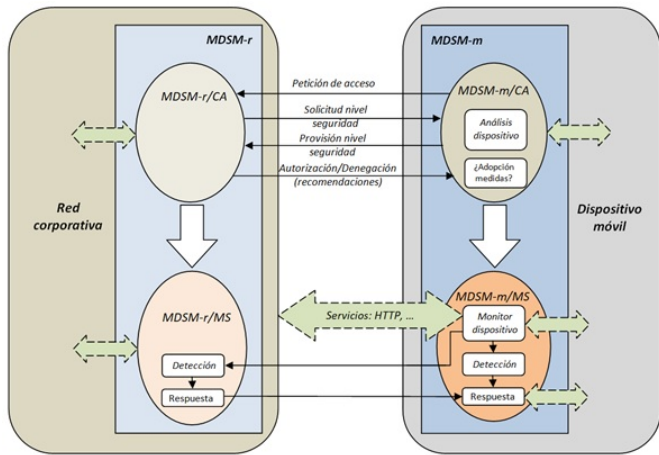 MDSM-r
MDSM-m
MDSM-r/CA
Petición de acceso
MDSM-m/CA
Solicitud nivel
seguridad
Análisis
dispositivo
Provisión nivel
seguridad
Autorización/Denegación
(recomendaciones)
¿Adopción
medidas?
Red
corporativa
Dispositivo
móvil
MDSM-r/MS
MDSM-m/MS
Servicios: HTTP, ...
Monitor
dispositivo
Detección
Detección
Respuesta
Respuesta